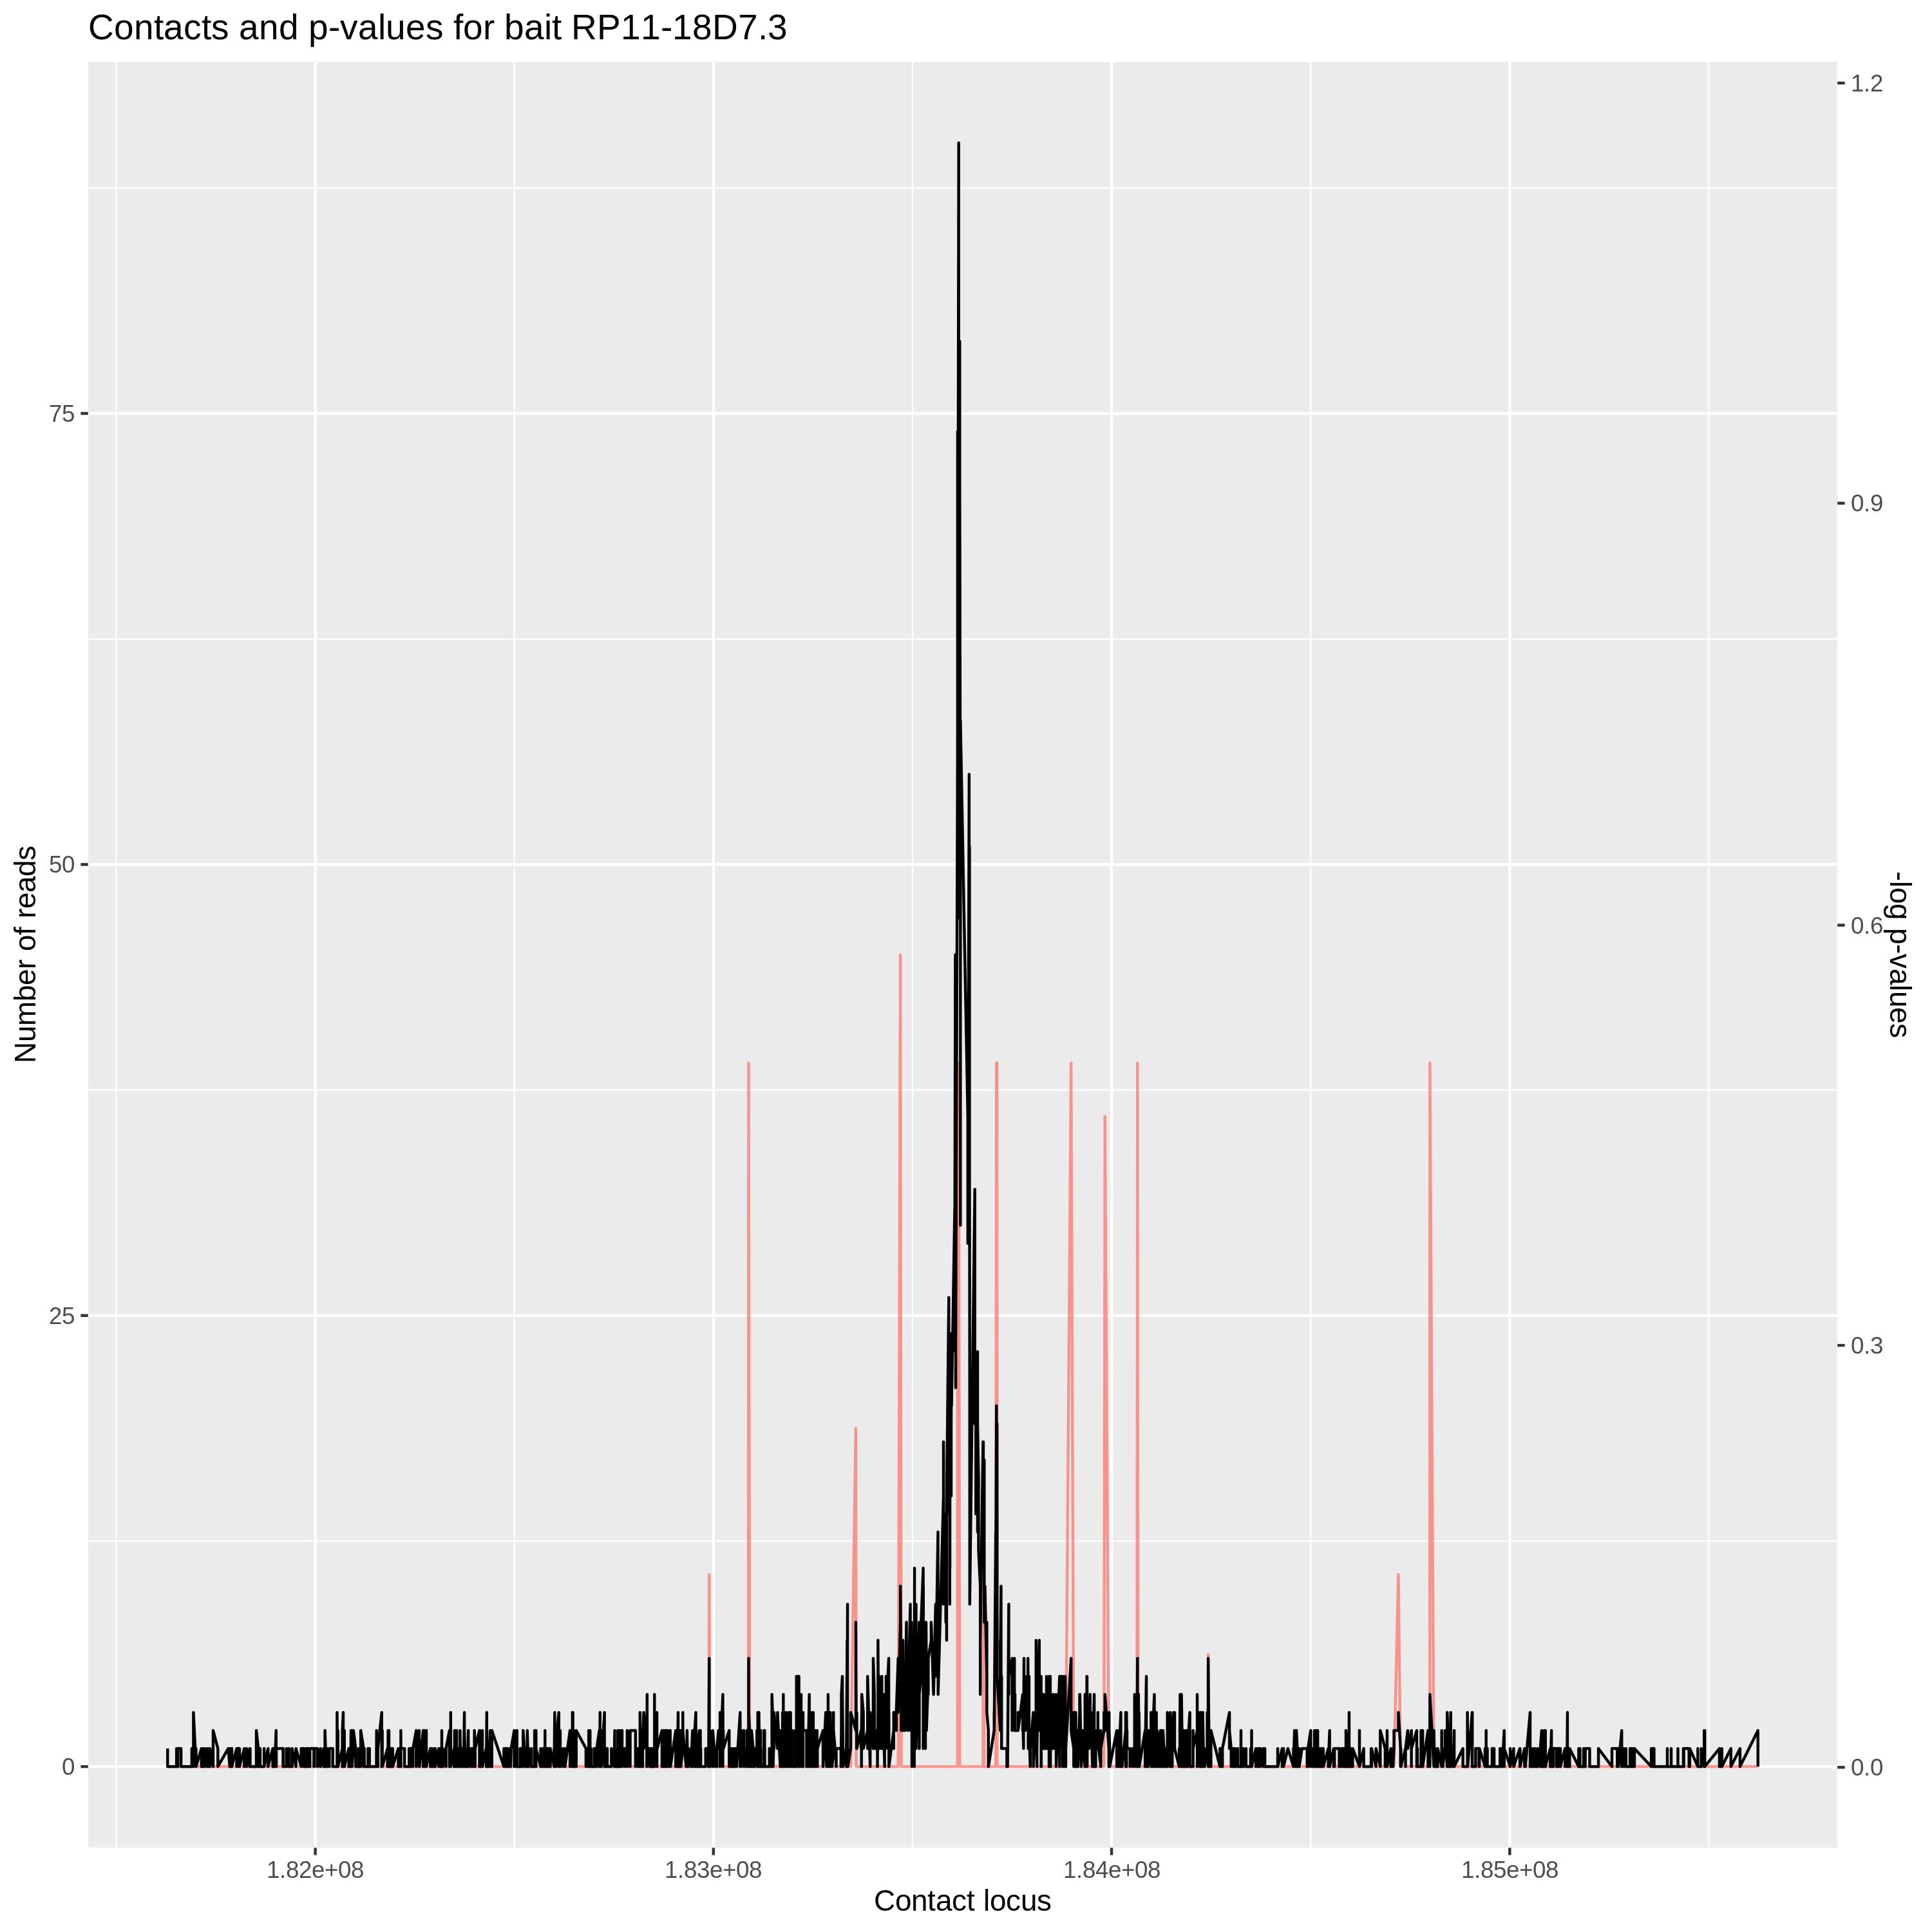 Contacts and p-values for bait RP11-18D7.3
Number of reads
75
50
25
0
1.2
0.9
0.6
0.3
0.0
-log p-values
1.82e+08
1.83e+08
1.84e+08
1.85e+08
Contact locus